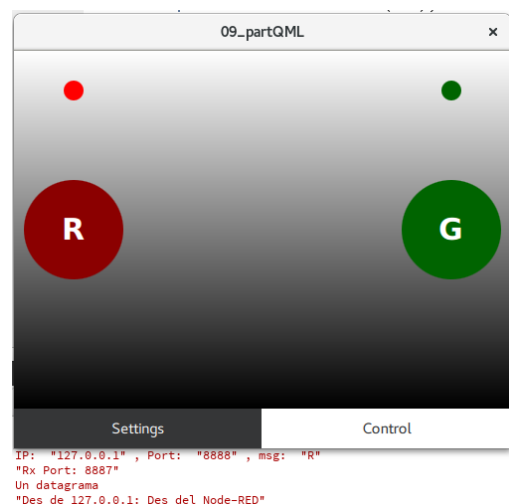 09_partQML ×
R G
Settings Control
IP:  "127.0.0.1" , Port:  "8888" , msg:  "R"
"Rx Port: 8887"
Un datagrama
"Des de 127.0.0.1: Des del Node-RED"